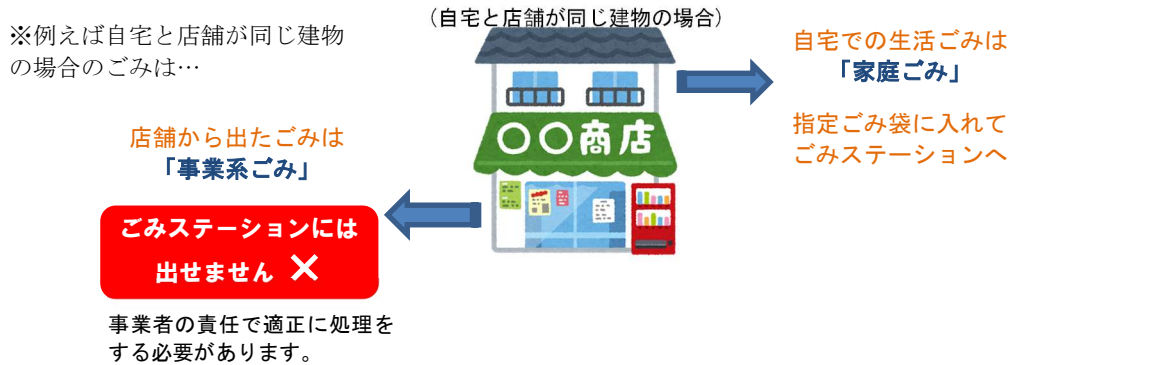 (自宅と店舗が同じ建物の場合)
※例えば自宅と店舗が同じ建物
の場合のごみは…
自宅での生活ごみは
「家庭ごみ」
指定ごみ袋に入れて
ごみステーションへ
〇〇商店
店舗から出たごみは
「事業系ごみ」
ごみステーションには
出せません ✕
事業者の責任で適正に処理を
する必要があります。